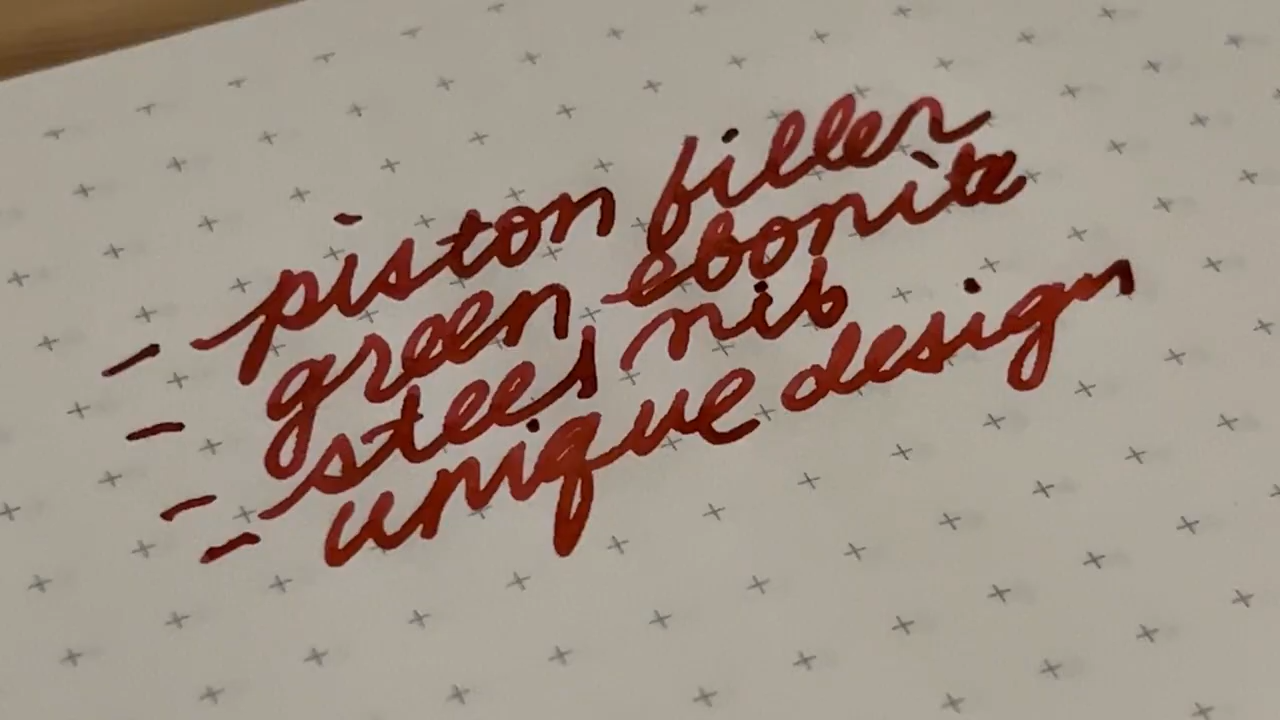 - piston filler
- green ebonite
- steel nib
- unique design